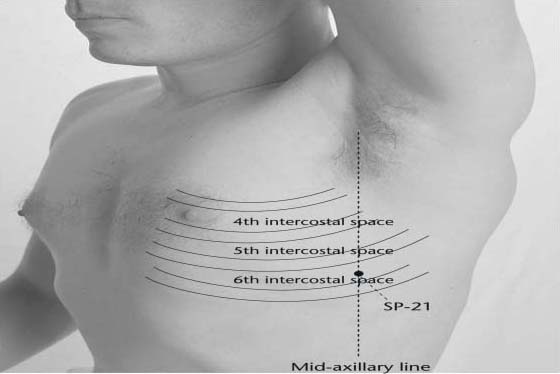 4th intercostal space
5th intercostal space
6th intercostal space
SP-21
Mid-axillary line